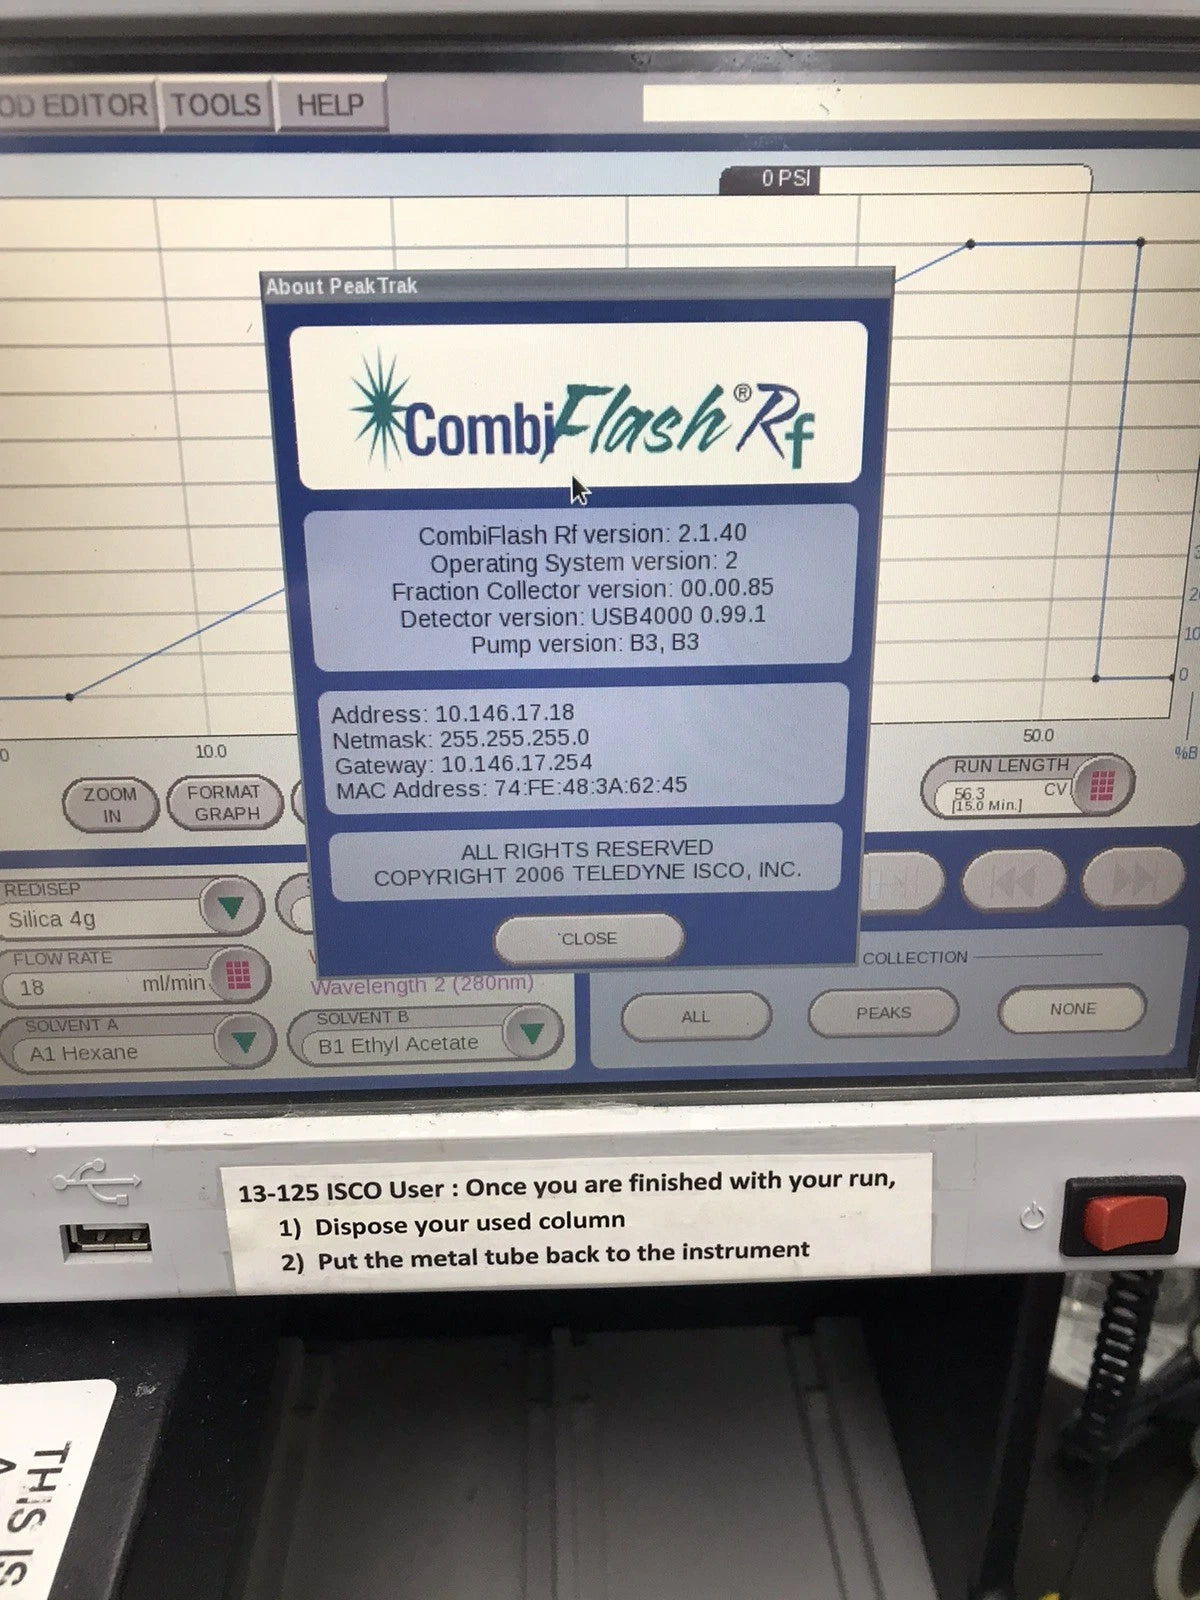 OD EDITOR TOOLS HELP
0 PSI
About PeakTrak
CombiFlash® Rf
CombiFlash Rf version: 2.1.40
Operating System version: 2
Fraction Collector version: 00.00.85
Detector version: USB4000 0.99.1
Pump version: B3, B3
Address: 10.146.17.18
Netmask: 255.255.255.0
Gateway: 10.146.17.254
MAC Address: 74:FE:48:3A:62:45
ALL RIGHTS RESERVED
COPYRIGHT 2006 TELEDYNE ISCO, INC.
CLOSE
10
0
%B
0
10.0
50.0
ZOOM
IN
FORMAT
GRAPH
RUN LENGTH
56.3 CV
[15.0 Min.]
REDISEP
Silica 4g
FLOW RATE
18 ml/min
Wavelength 2 (280nm)
SOLVENT A
A1 Hexane
SOLVENT B
B1 Ethyl Acetate
COLLECTION
ALL
PEAKS
NONE
13-125 ISCO User : Once you are finished with your run,
1) Dispose your used column
2) Put the metal tube back to the instrument
THIS IS